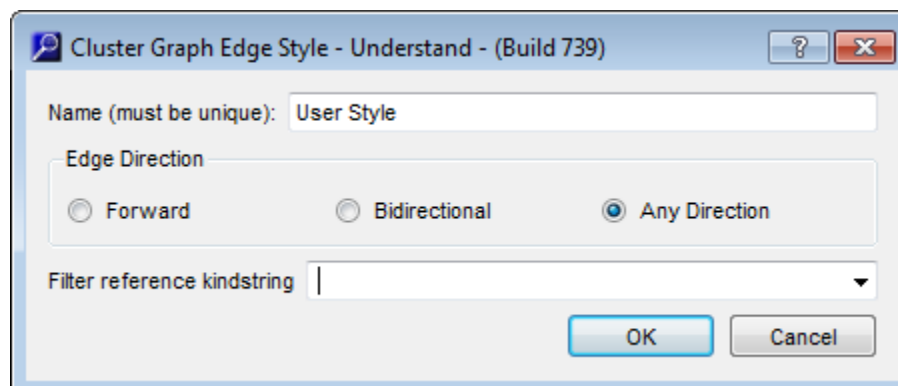 Cluster Graph Edge Style - Understand - (Build 739)
?
Name (must be unique): User Style
Edge Direction
Forward Bidirectional Any Direction
Filter reference kindstring
OK Cancel